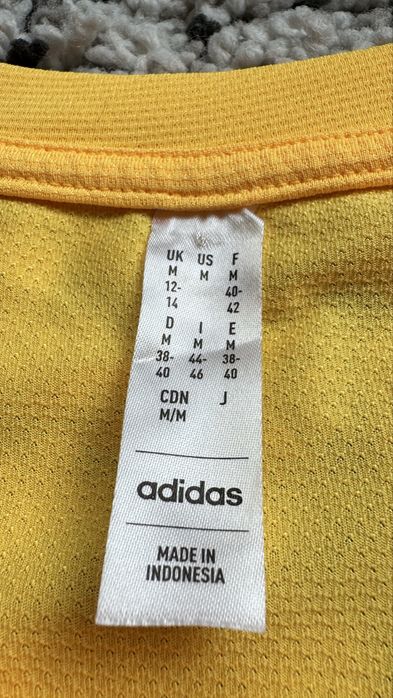 UK US F
M M M
12- 40-
14 42
D I E
M M M
38- 44- 38-
40 46 40
CDN J
M/M
adidas
MADE IN
INDONESIA